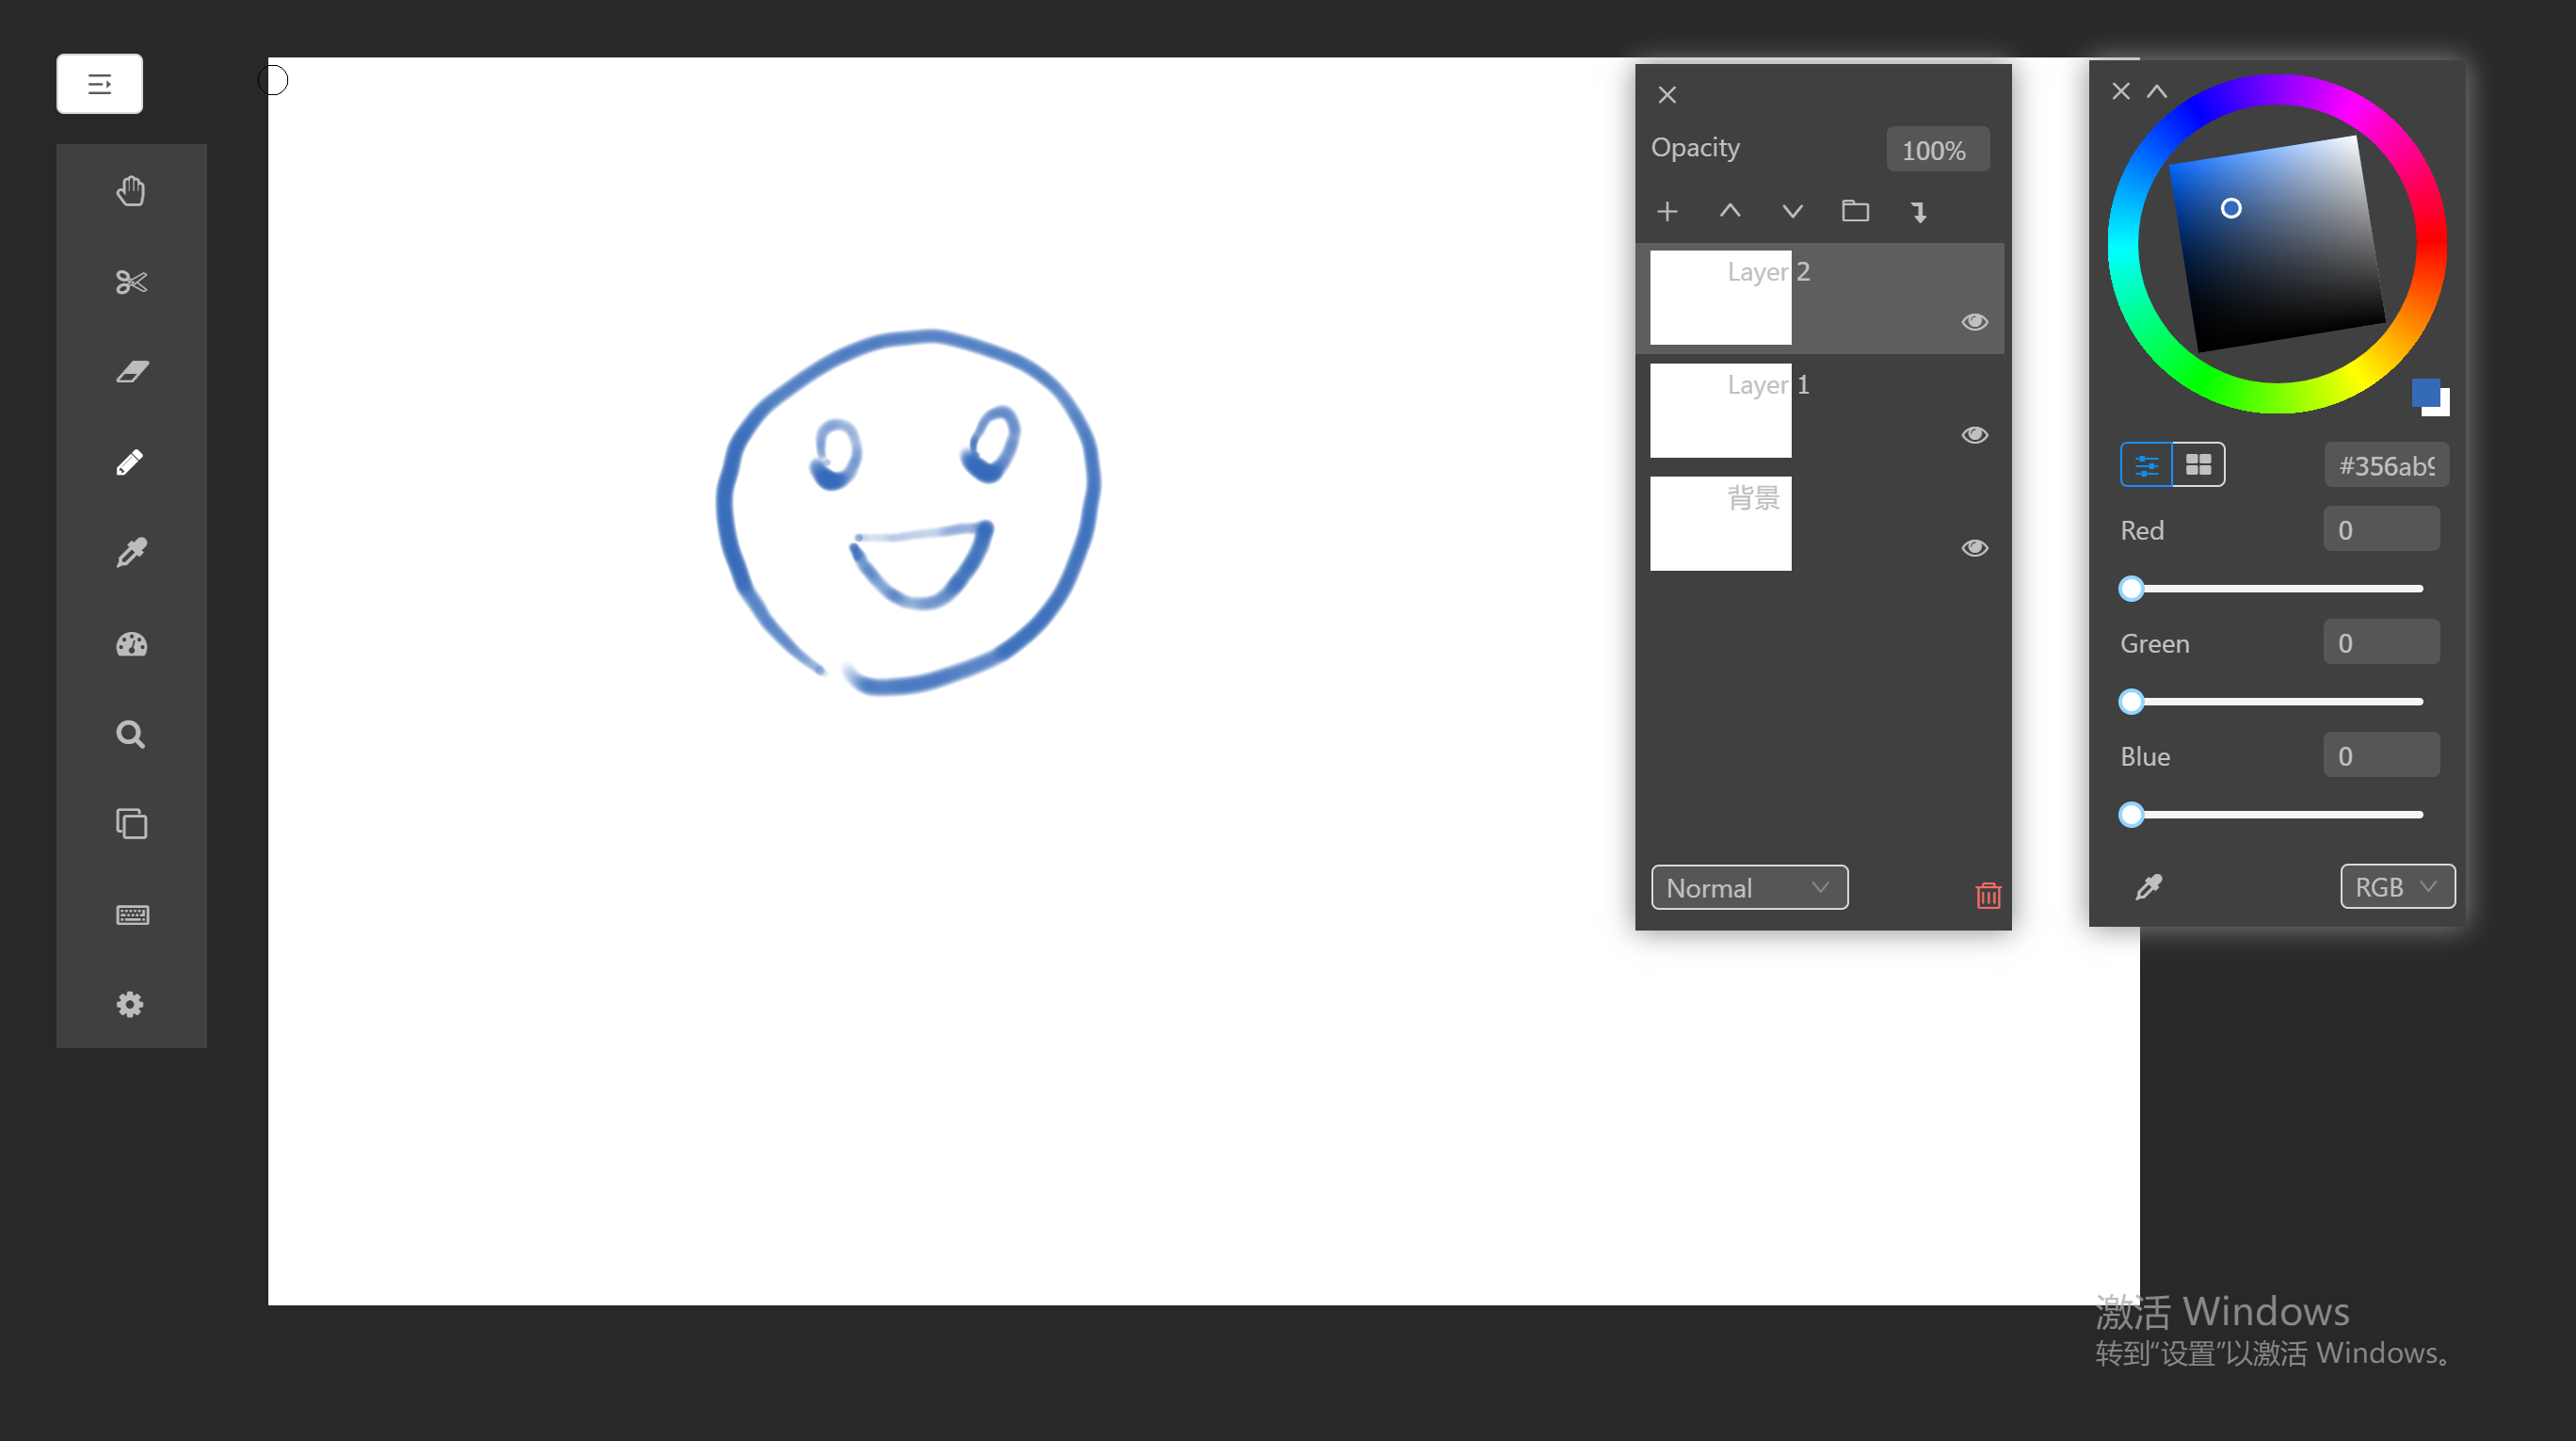 Opacity
100%
Layer 2
Layer 1
背景
Normal
#356ab9
Red
0
Green
0
Blue
0
RGB
激活 Windows
转到“设置”以激活 Windows。